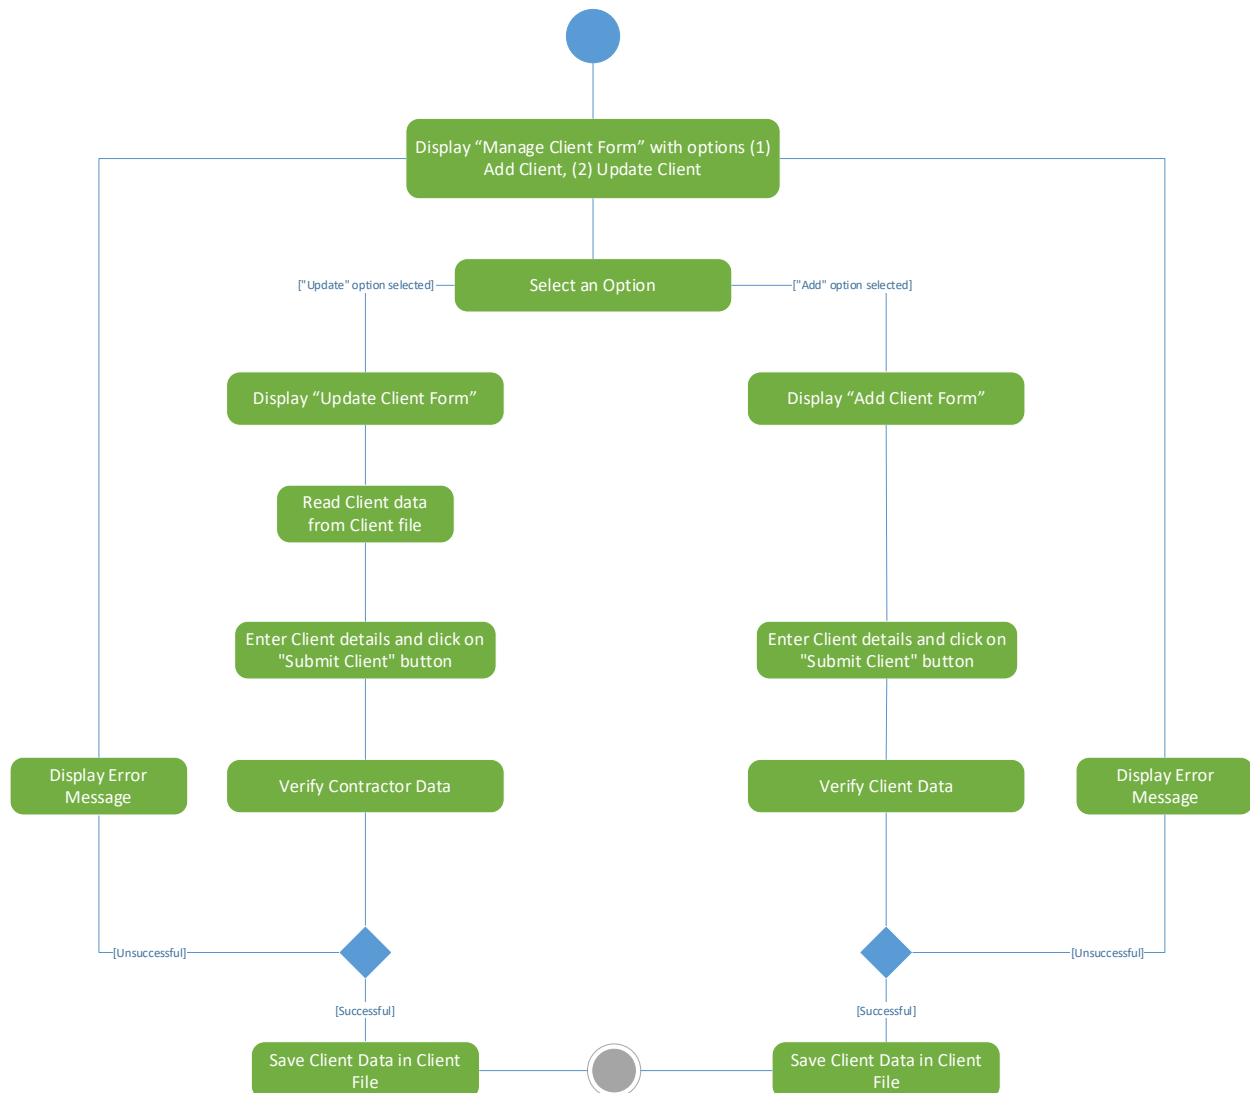 Display “Manage Client Form” with options (1)
Add Client, (2) Update Client
Select an Option
["Update" option selected]
["Add" option selected]
Display “Update Client Form”
Display “Add Client Form”
Read Client data
from Client file
Enter Client details and click on
"Submit Client" button
Enter Client details and click on
"Submit Client" button
Display Error
Message
Verify Contractor Data
Verify Client Data
Display Error
Message
[Unsuccessful]
[Unsuccessful]
[Successful]
[Successful]
Save Client Data in Client
File
Save Client Data in Client
File